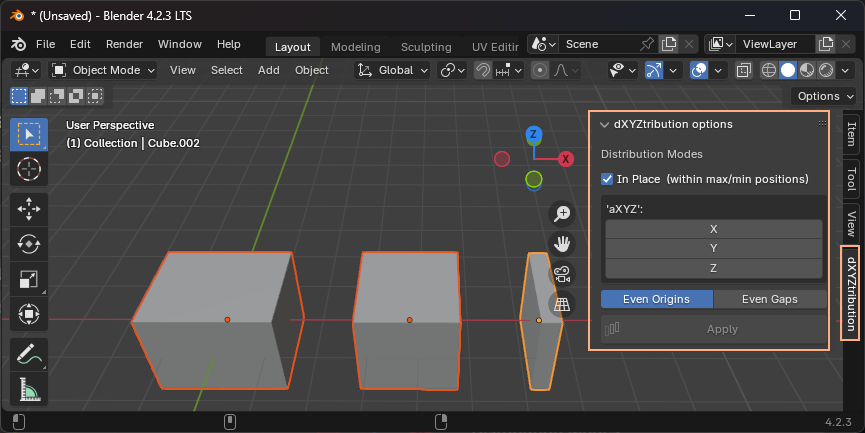 * (Unsaved) - Blender 4.2.3 LTS
File Edit Render Window Help Layout Modeling Sculpting UV Editir Scene ViewLayer
Object Mode View Select Add Object Global
Options
User Perspective
(1) Collection | Cube.002
Z
X
dXYZtribution options
Distribution Modes
In Place (within max/min positions)
'aXYZ':
X
Y
Z
Even Origins Even Gaps
Apply
Item
Tool
View
dXYZtribution
4.2.3